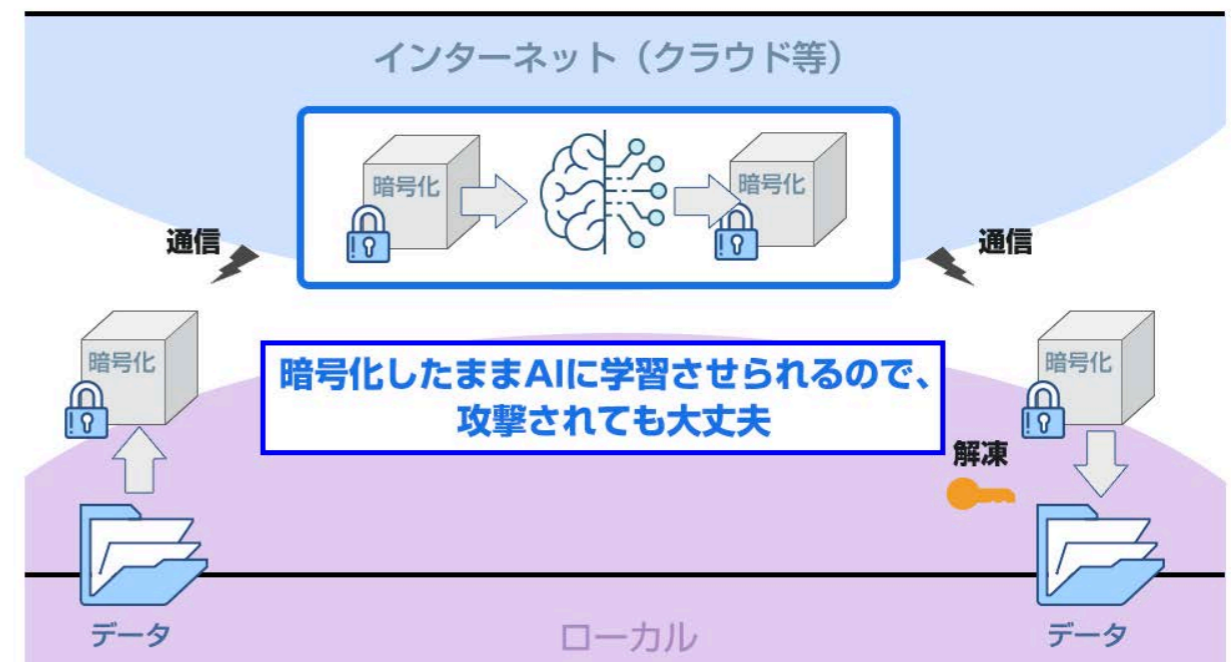 インターネット（クラウド等）
暗号化
暗号化
通信
通信
暗号化
暗号化
暗号化したままAIに学習させられるので、
攻撃されても大丈夫
解凍
データ
ローカル
データ